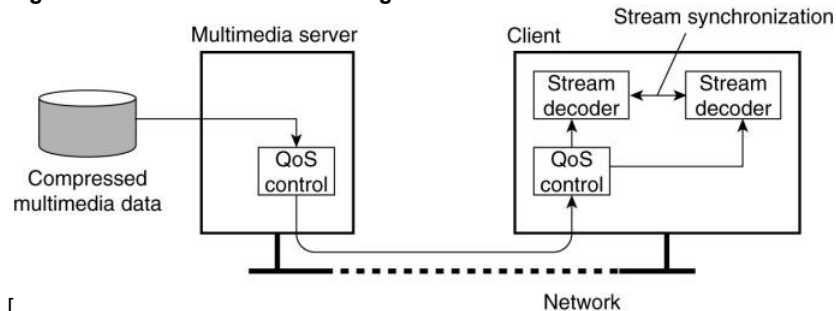 Stream synchronization
Multimedia server
Client
Stream decoder
Stream decoder
QoS control
QoS control
Compressed multimedia data
Network
[